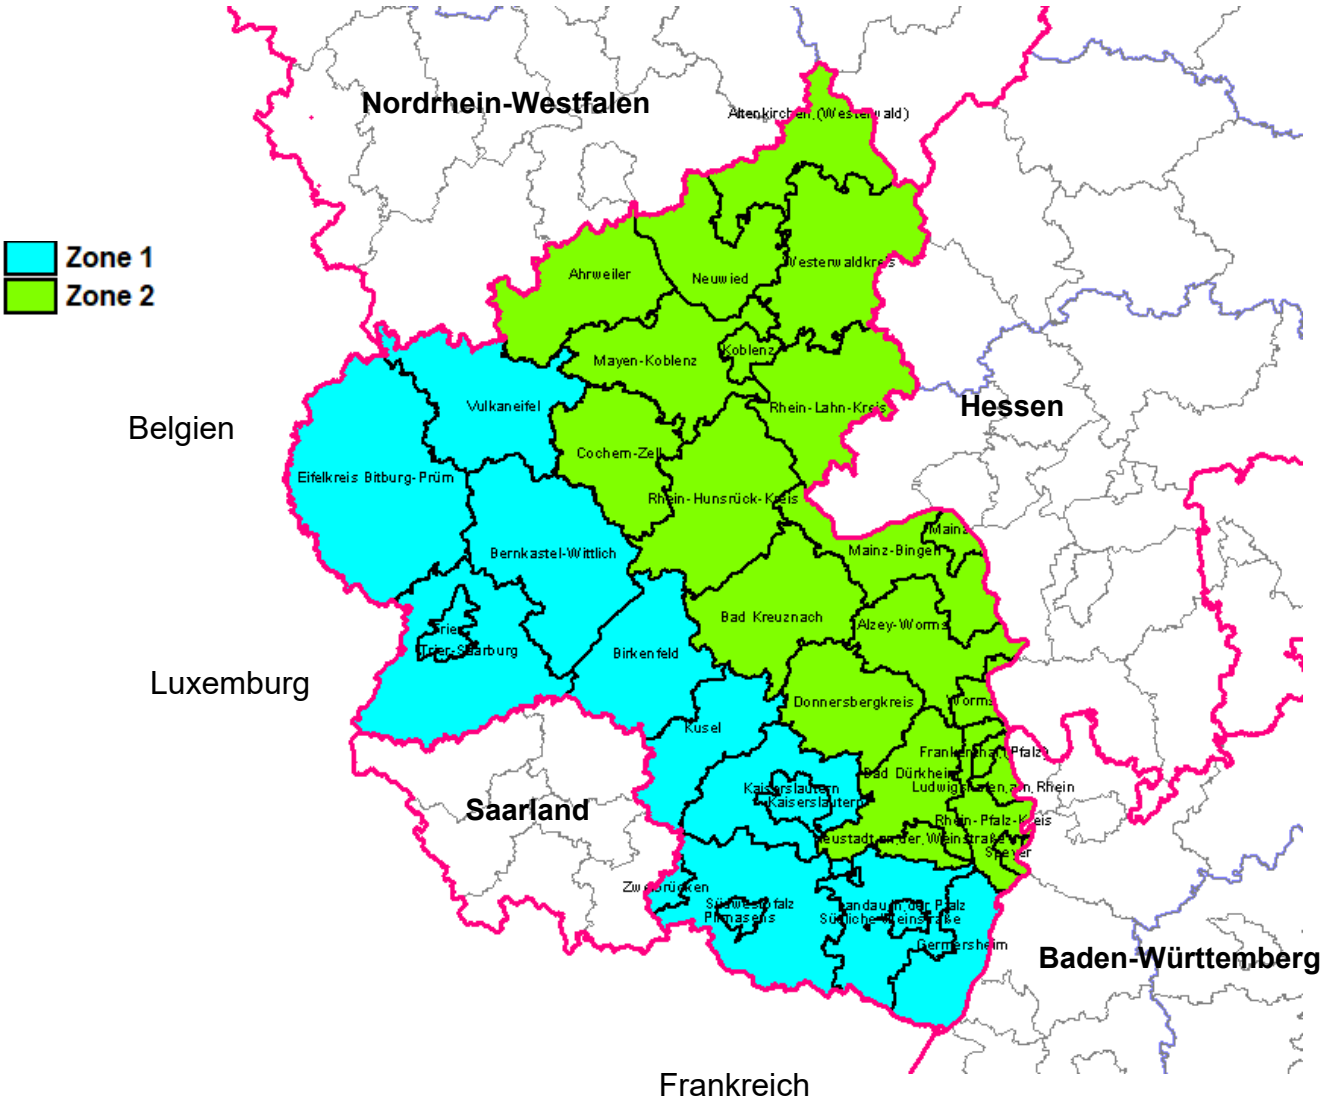 Nordrhein-Westfalen
Altenkirchen (Westerwald)
Zone 1
Zone 2
Westerwaldkreis
Ahrweiler
Neuwied
Koblenz
Mayen-Koblenz
Vulkaneifel
Rhein-Lahn-Kreis
Hessen
Belgien
Cochem-Zell
Eifelkreis Bitburg-Prüm
Rhein-Hunsrück-Kreis
Mainz
Mainz-Bingen
Bernkastel-Wittlich
Bad Kreuznach
Alzey-Worms
Trier
Trier-Saarburg
Birkenfeld
Luxemburg
Donnersbergkreis
Worms
Kusel
Frankenthal (Pfalz)
Bad Dürkheim
Ludwigshafen am Rhein
Kaiserslautern
Kaiserslautern
Saarland
Rhein-Pfalz-Kreis
Neustadt an der Weinstraße
Speyer
Zweibrücken
Südwestpfalz
Landau in der Pfalz
Pirmasens
Südliche Weinstraße
Germersheim
Baden-Württemberg
Frankreich